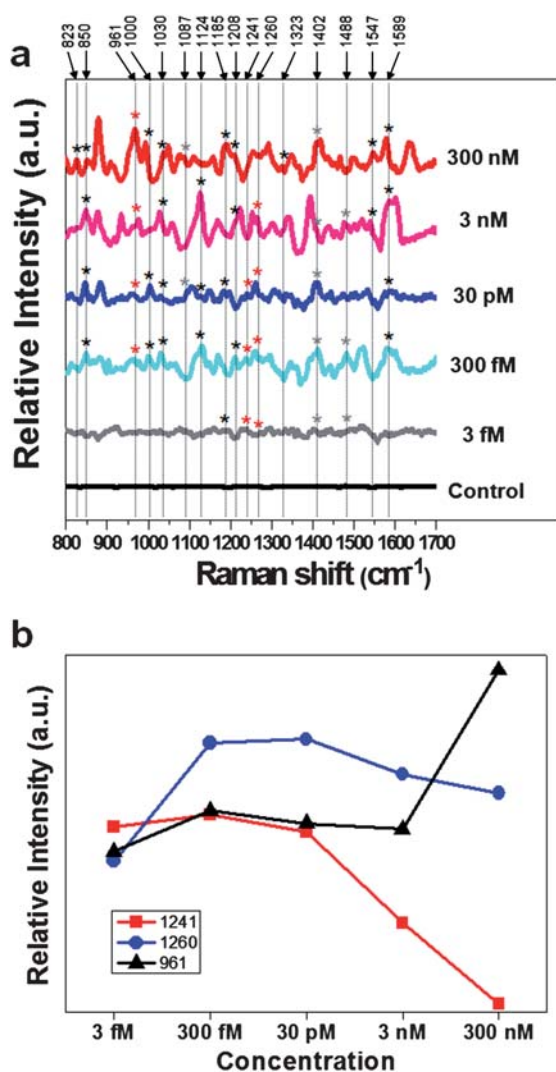 823
850
961
1000
1030
1087
1124
1185
1208
1241
1260
1323
1402
1488
1547
1589
a
Relative Intensity (a.u.)
300 nM
3 nM
30 pM
300 fM
3 fM
Control
800 900 1000 1100 1200 1300 1400 1500 1600 1700
Raman shift (cm-1)
b
Relative Intensity (a.u.)
1241
1260
961
3 fM 300 fM 30 pM 3 nM 300 nM
Concentration